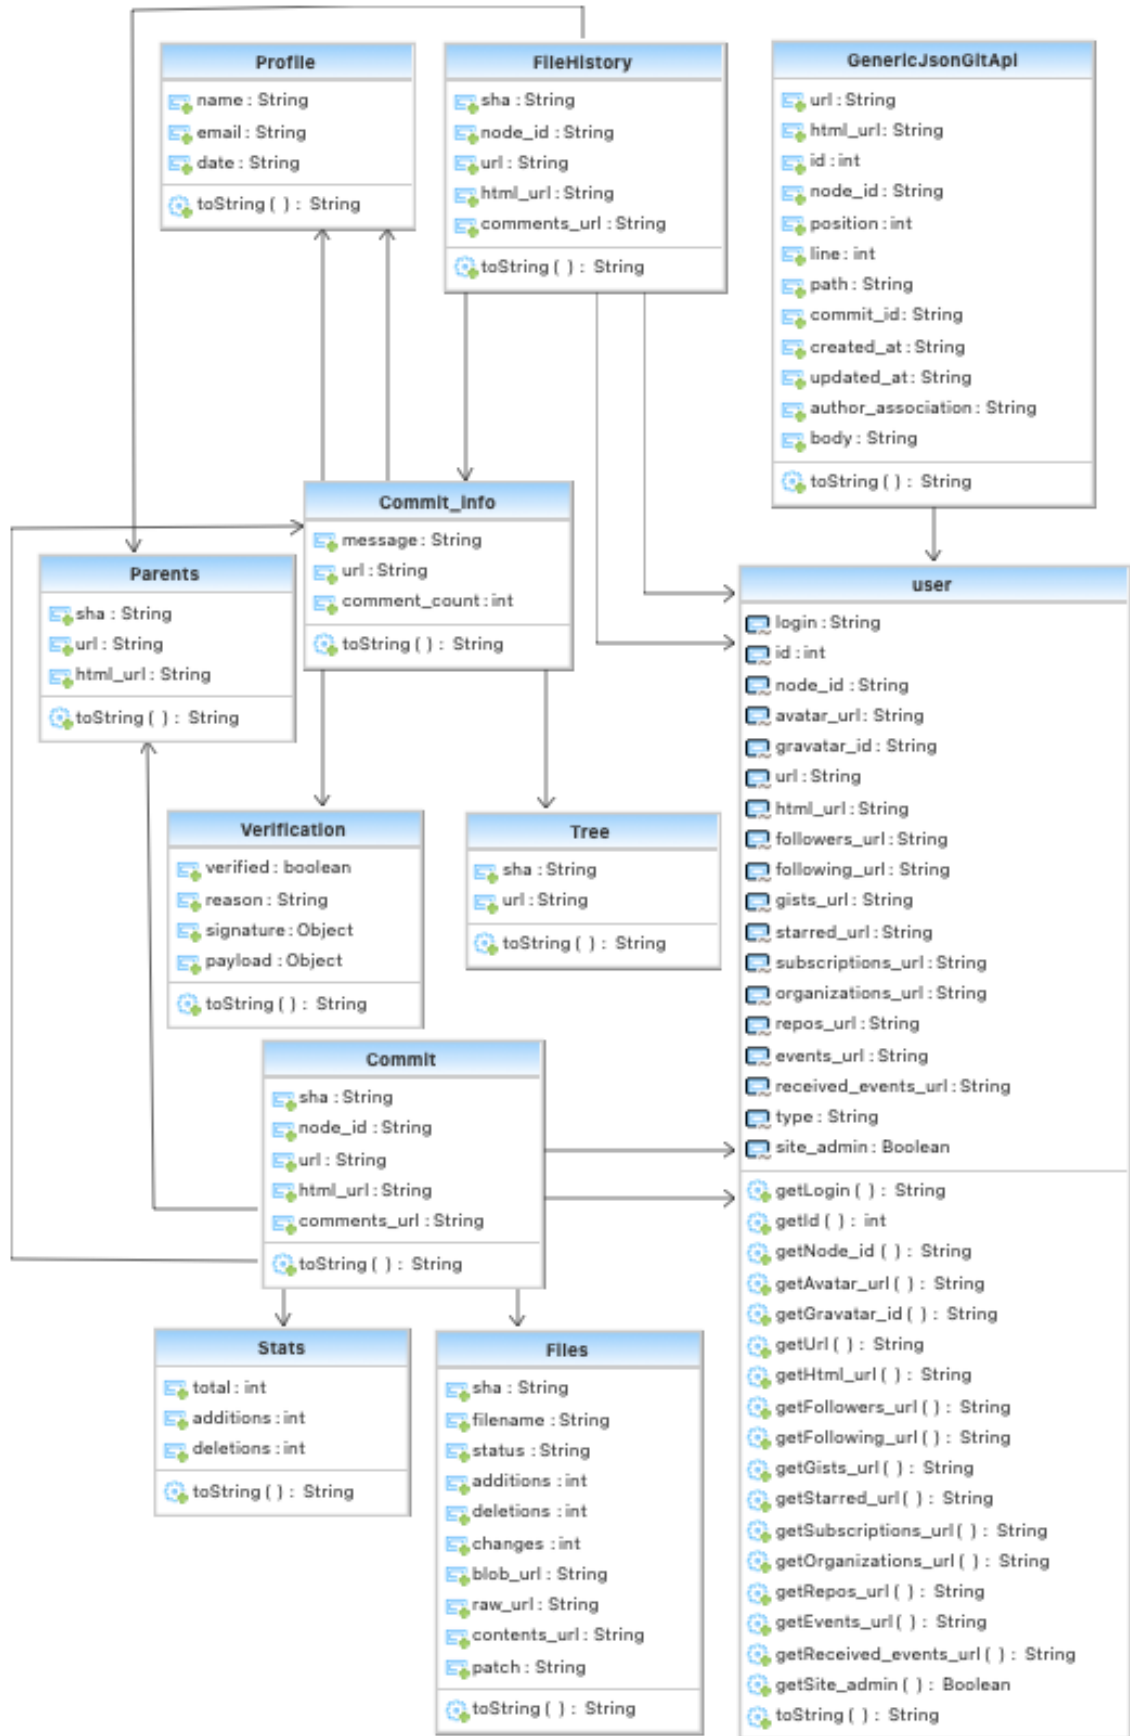 Profile
name : String
email : String
date : String
toString ( ) : String
FileHistory
sha : String
node_id : String
url : String
html_url : String
comments_url : String
toString ( ) : String
GenericJsonGitApi
url : String
html_url : String
id : int
node_id : String
position : int
line : int
path : String
commit_id : String
created_at : String
updated_at : String
author_association : String
body : String
toString ( ) : String
Commit_info
message : String
url : String
comment_count : int
toString ( ) : String
Parents
sha : String
url : String
html_url : String
toString ( ) : String
user
login : String
id : int
node_id : String
avatar_url : String
gravatar_id : String
url : String
html_url : String
followers_url : String
following_url : String
gists_url : String
starred_url : String
subscriptions_url : String
organizations_url : String
repos_url : String
events_url : String
received_events_url : String
type : String
site_admin : Boolean
getLogin ( ) : String
getId ( ) : int
getNode_id ( ) : String
getAvatar_url ( ) : String
getGravatar_id ( ) : String
getUrl ( ) : String
getHtml_url ( ) : String
getFollowers_url ( ) : String
getFollowing_url ( ) : String
getGists_url ( ) : String
getStarred_url ( ) : String
getSubscriptions_url ( ) : String
getOrganizations_url ( ) : String
getRepos_url ( ) : String
getEvents_url ( ) : String
getReceived_events_url ( ) : String
getSite_admin ( ) : Boolean
toString ( ) : String
Verification
verified : boolean
reason : String
signature : Object
payload : Object
toString ( ) : String
Tree
sha : String
url : String
toString ( ) : String
Commit
sha : String
node_id : String
url : String
html_url : String
comments_url : String
toString ( ) : String
Stats
total : int
additions : int
deletions : int
toString ( ) : String
Files
sha : String
filename : String
status : String
additions : int
deletions : int
changes : int
blob_url : String
raw_url : String
contents_url : String
patch : String
toString ( ) : String